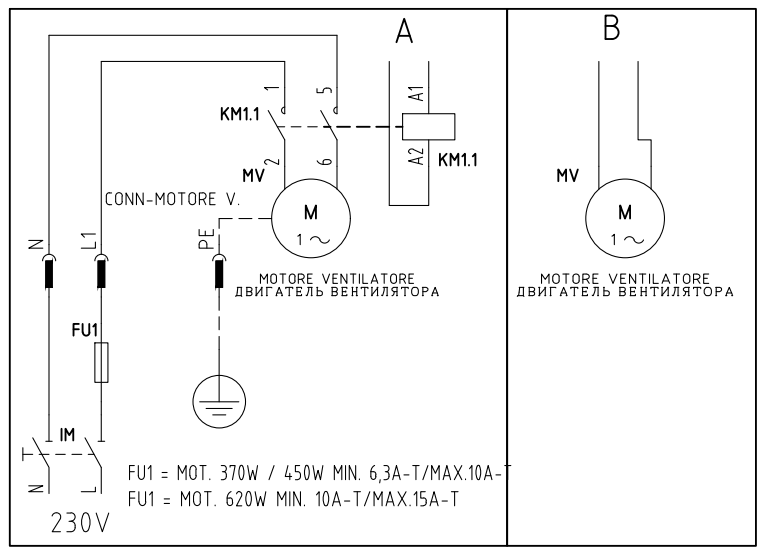 A
B
1
5
A1
KM1.1
2
6
A2
KM1.1
MV
MV
CONN-MOTORE V.
M
1 ~
M
1 ~
N
L1
PE
MOTORE VENTILATORE
ДВИГАТЕЛЬ ВЕНТИЛЯТОРА
MOTORE VENTILATORE
ДВИГАТЕЛЬ ВЕНТИЛЯТОРА
FU1
IM
N
L
FU1 = MOT. 370W / 450W MIN. 6,3A-T/MAX.10A-T
FU1 = MOT. 620W MIN. 10A-T/MAX.15A-T
230V